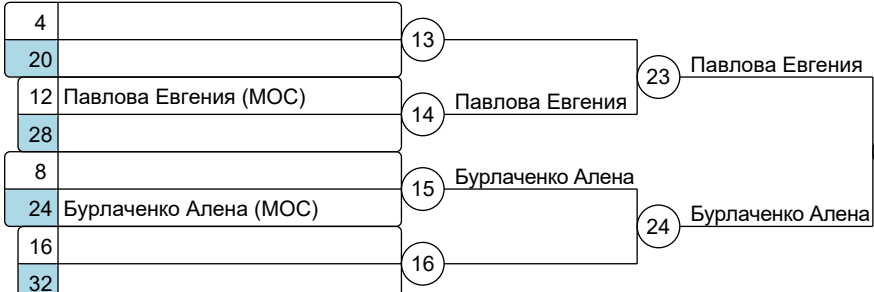 4
13
20
23 Павлова Евгения
12 Павлова Евгения (МОС)
14 Павлова Евгения
28
8
15 Бурлаченко Алена
24 Бурлаченко Алена (МОС)
24 Бурлаченко Алена
16
16
32